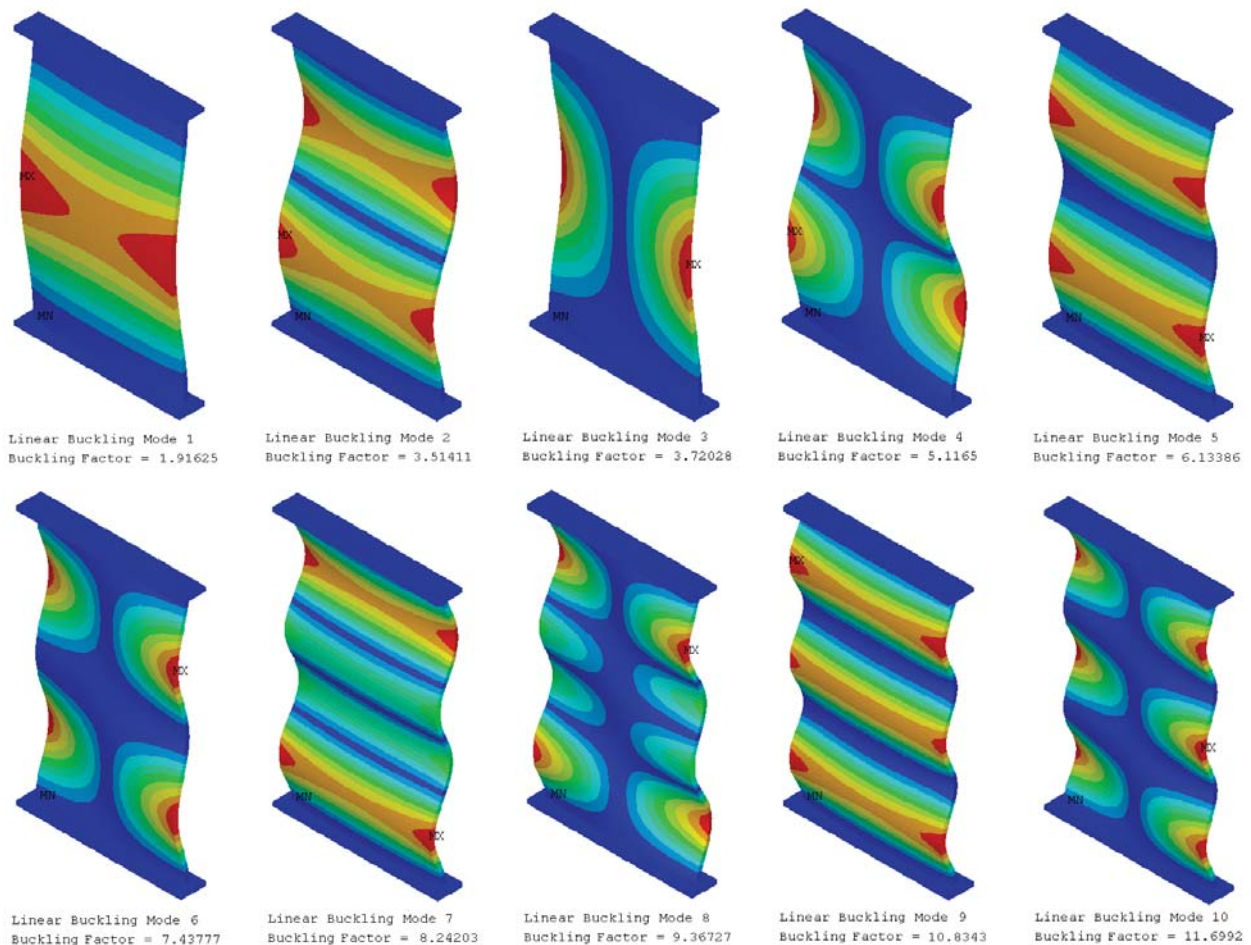 MX
MN
Linear Buckling Mode 1
Buckling Factor = 1.91625
MX
MN
Linear Buckling Mode 2
Buckling Factor = 3.51411
MX
MN
Linear Buckling Mode 3
Buckling Factor = 3.72028
MX
MN
Linear Buckling Mode 4
Buckling Factor = 5.1165
MN
MX
Linear Buckling Mode 5
Buckling Factor = 6.13386
MX
MN
Linear Buckling Mode 6
Buckling Factor = 7.43777
MN
MX
Linear Buckling Mode 7
Buckling Factor = 8.24203
MX
MN
Linear Buckling Mode 8
Buckling Factor = 9.36727
MX
MN
Linear Buckling Mode 9
Buckling Factor = 10.8343
MX
MN
Linear Buckling Mode 10
Buckling Factor = 11.6992